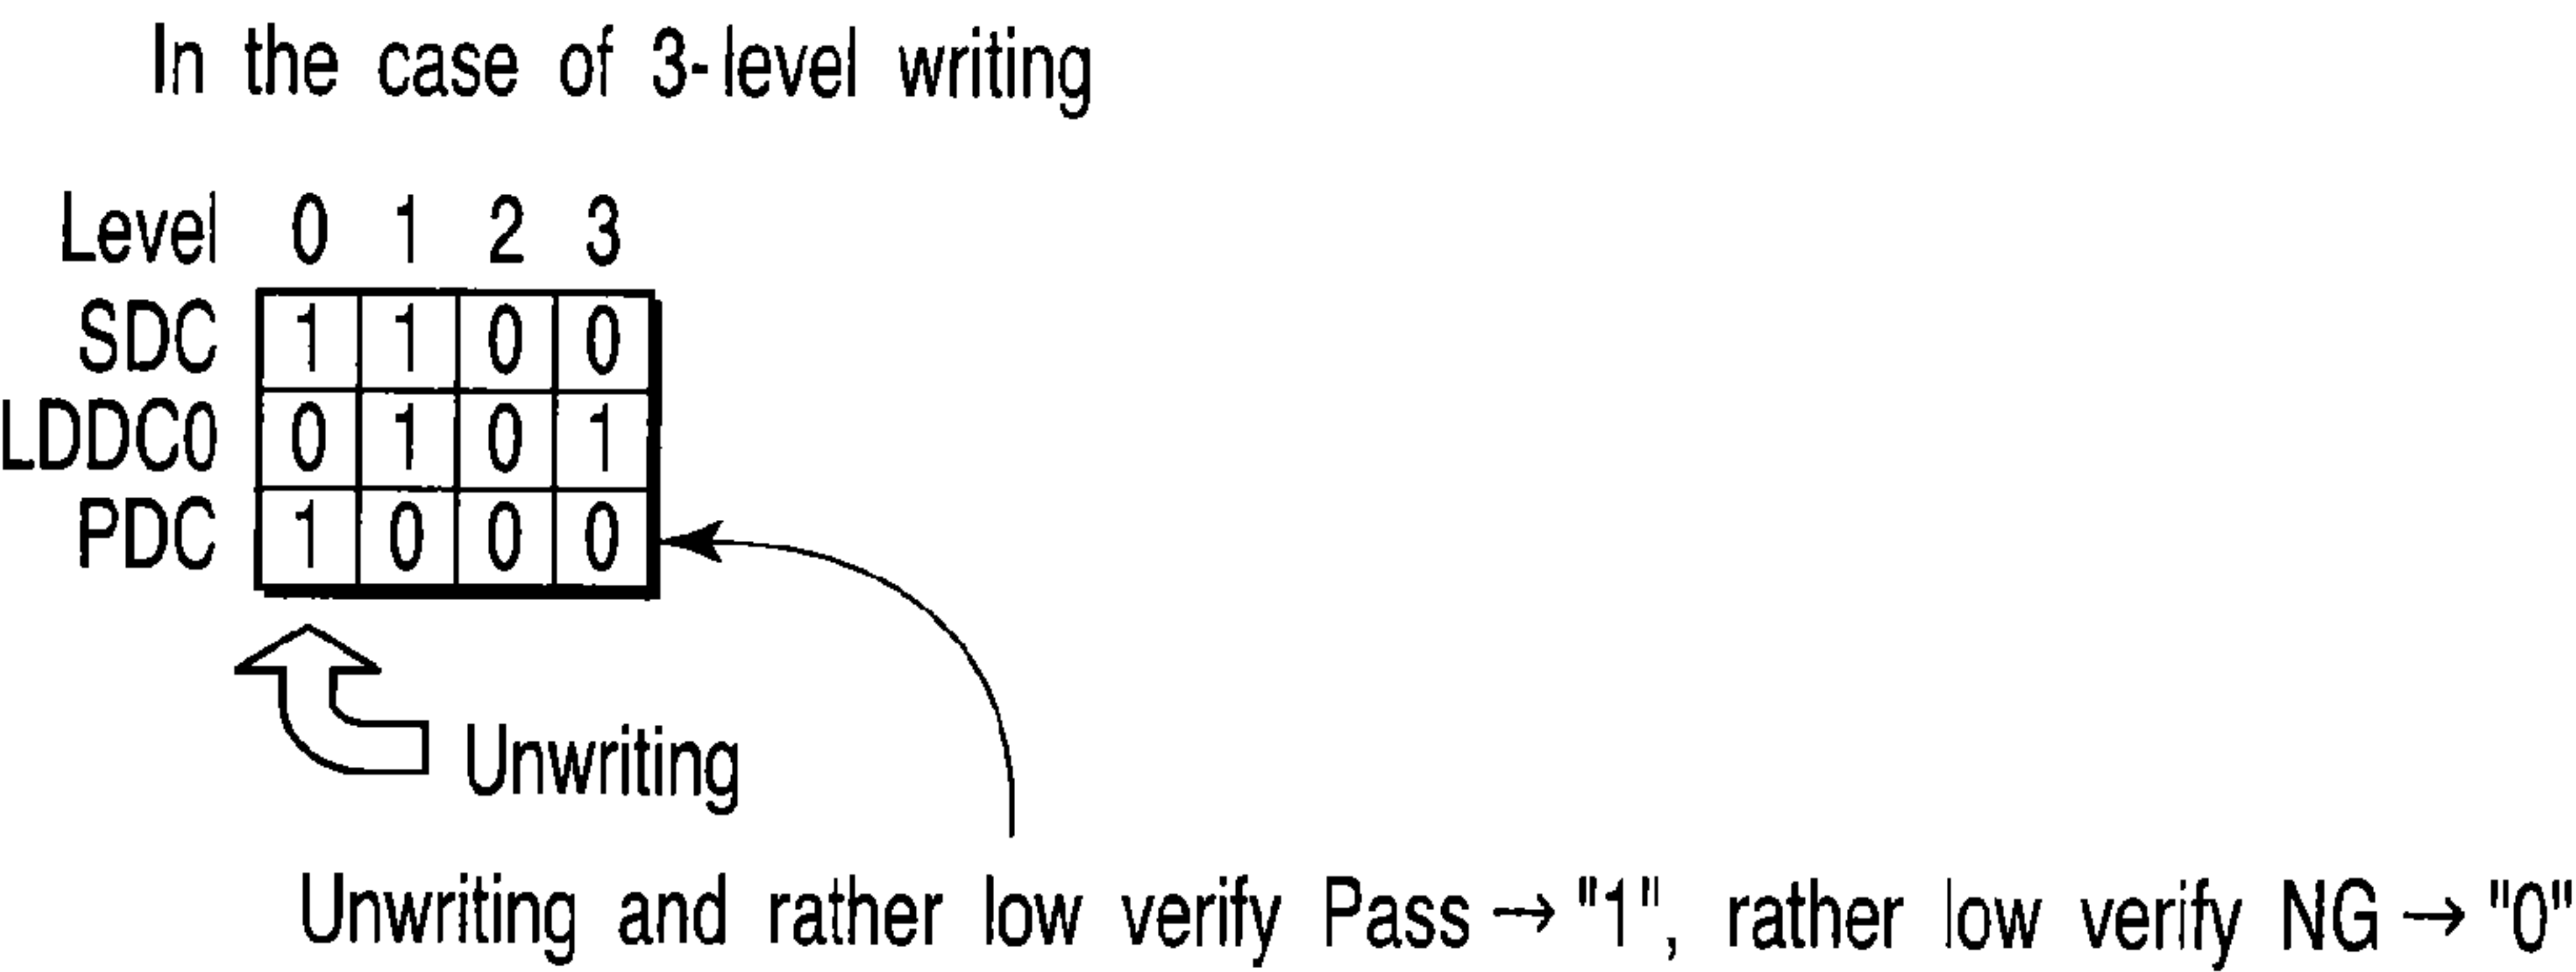 In the case of 3-level writing
Level 0 1 2 3
SDC 1 1 0 0
LDDC0 0 1 0 1
PDC 1 0 0 0
Unwriting
Unwriting and rather low verify Pass → "1", rather low verify NG → "0"